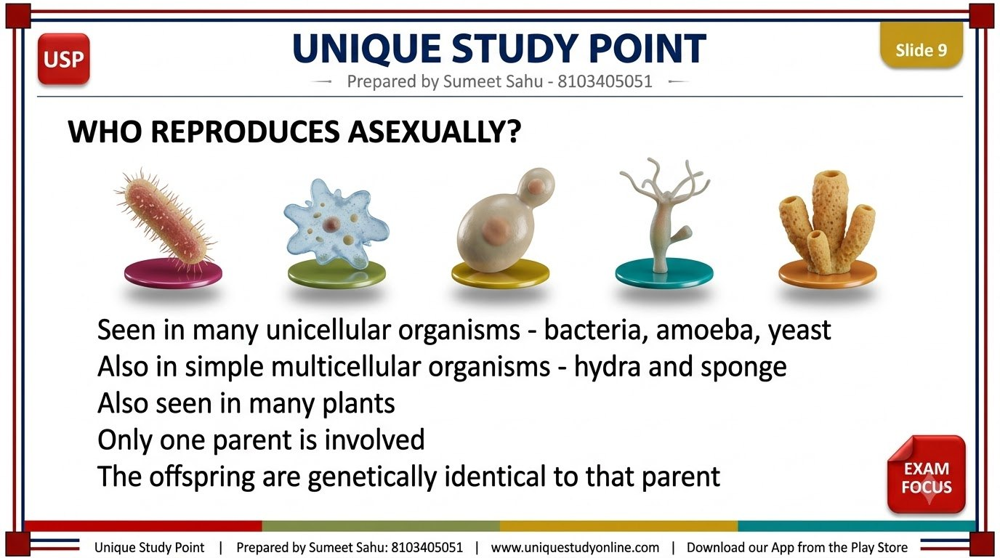 USP
UNIQUE STUDY POINT
Prepared by Sumeet Sahu - 8103405051
Slide 9
WHO REPRODUCES ASEXUALLY?
Seen in many unicellular organisms - bacteria, amoeba, yeast
Also in simple multicellular organisms - hydra and sponge
Also seen in many plants
Only one parent is involved
The offspring are genetically identical to that parent
EXAM
FOCUS
Unique Study Point | Prepared by Sumeet Sahu: 8103405051 | www.uniquestudyonline.com | Download our App from the Play Store